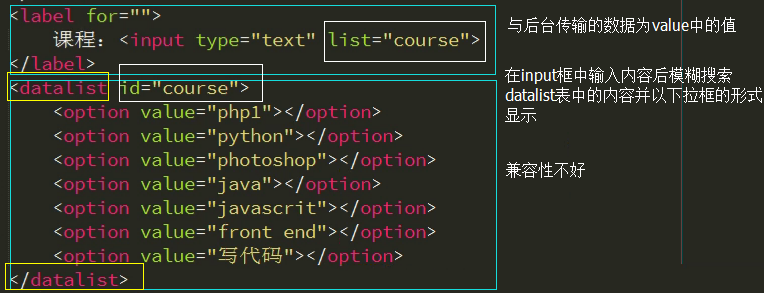 <label for="">
课程：<input type="text" list="course">
</label>
<datalist id="course">
<option value="php1"></option>
<option value="python"></option>
<option value="photoshop"></option>
<option value="java"></option>
<option value="javascrit"></option>
<option value="front end"></option>
<option value="写代码"></option>
</datalist>
与后台传输的数据为value中的值
在input框中输入内容后模糊搜索
datalist表中的内容并以下拉框的形式
显示
兼容性不好